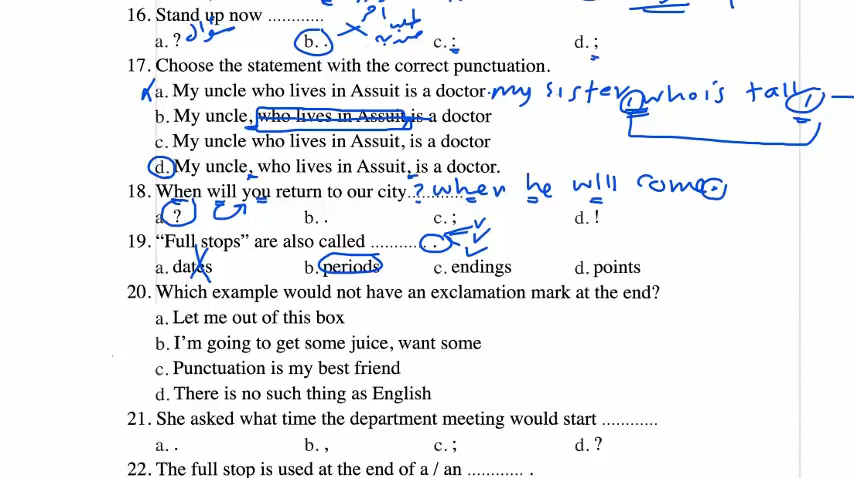 16. Stand up now ............
a. ? سؤال b. . c. : d. ;
17. Choose the statement with the correct punctuation.
a. My uncle who lives in Assuit is a doctor. my sister, who is tall,
b. My uncle, who lives in Assuit, is a doctor
c. My uncle who lives in Assuit, is a doctor
d. My uncle, who lives in Assuit, is a doctor.
18. When will you return to our city..?......... when he will come.
a. ? b. . c. ; d. !
19. “Full stops” are also called ............
a. dates b. periods c. endings d. points
20. Which example would not have an exclamation mark at the end?
a. Let me out of this box
b. I’m going to get some juice, want some
c. Punctuation is my best friend
d. There is no such thing as English
21. She asked what time the department meeting would start ............
a. . b. , c. ; d. ?
22. The full stop is used at the end of a / an ............ .